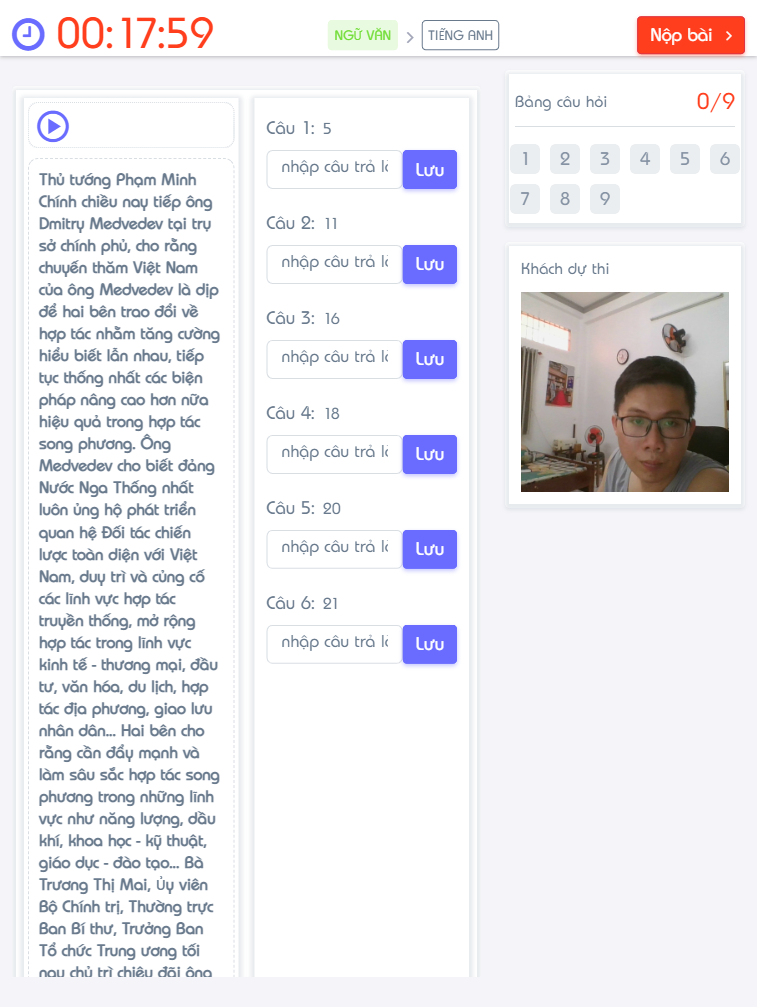 00:17:59
NGỮ VĂN
TIẾNG ANH
Nộp bài
Thủ tướng Phạm Minh
Chính chiều nay tiếp ông
Dmitry Medvedev tại trụ
sở chính phủ, cho rằng
chuyến thăm Việt Nam
của ông Medvedev là dịp
để hai bên trao đổi về
hợp tác nhằm tăng cường
hiểu biết lẫn nhau, tiếp
tục thống nhất các biện
pháp nâng cao hơn nữa
hiệu quả trong hợp tác
song phương. Ông
Medvedev cho biết đảng
Nước Nga Thống nhất
luôn ủng hộ phát triển
quan hệ Đối tác chiến
lược toàn diện với Việt
Nam, duy trì và củng cố
các lĩnh vực hợp tác
truyền thống, mở rộng
hợp tác trong lĩnh vực
kinh tế - thương mại, đầu
tư, văn hóa, du lịch, hợp
tác địa phương, giao lưu
nhân dân... Hai bên cho
rằng cần đẩy mạnh và
làm sâu sắc hợp tác song
phương trong những lĩnh
vực như năng lượng, dầu
khí, khoa học - kỹ thuật,
giáo dục - đào tạo... Bà
Trương Thị Mai, Ủy viên
Bộ Chính trị, Thường trực
Ban Bí thư, Trưởng Ban
Tổ chức Trung ương tối
nay chủ trì chiêu đãi ông
Câu 1: 5
nhập câu trả lờ
Lưu
Câu 2: 11
nhập câu trả lờ
Lưu
Câu 3: 16
nhập câu trả lờ
Lưu
Câu 4: 18
nhập câu trả lờ
Lưu
Câu 5: 20
nhập câu trả lờ
Lưu
Câu 6: 21
nhập câu trả lờ
Lưu
Bảng câu hỏi
0/9
1 2 3 4 5 6
7 8 9
Khách dự thi